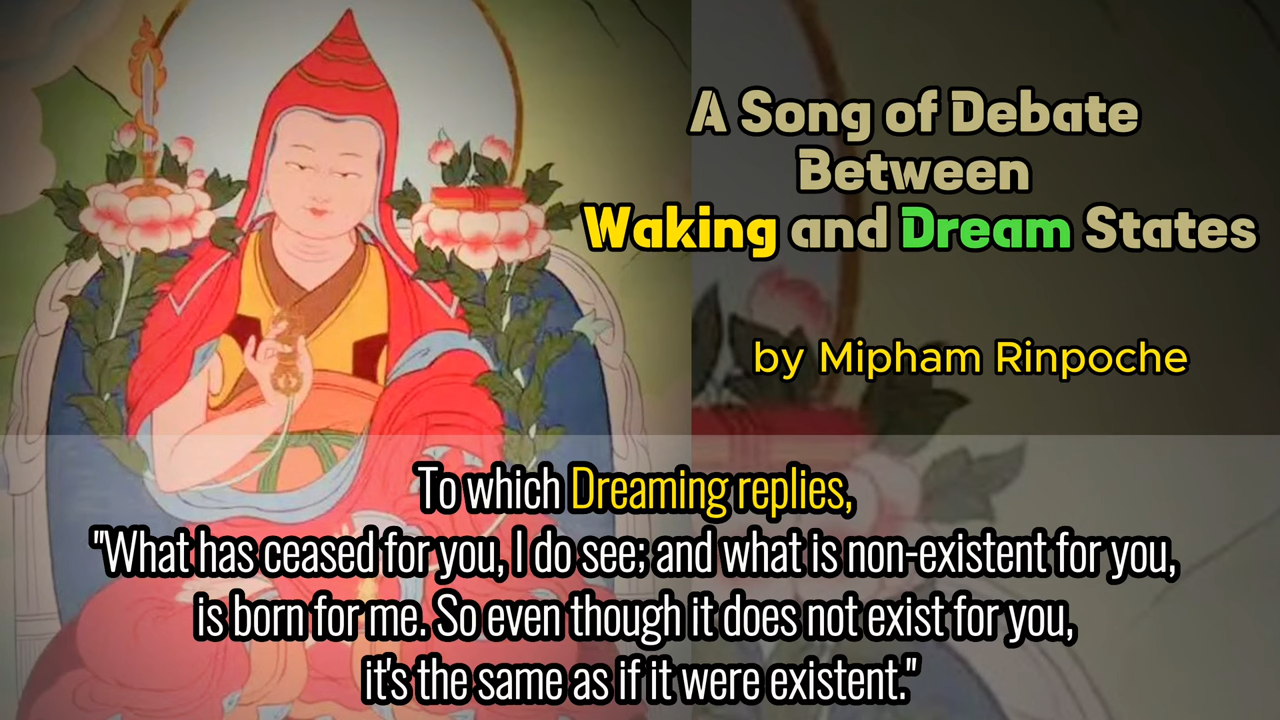 A Song of Debate
Between
Waking and Dream States
by Mipham Rinpoche
To which Dreaming replies,
"What has ceased for you, I do see; and what is non-existent for you,
is born for me. So even though it does not exist for you,
it's the same as if it were existent."